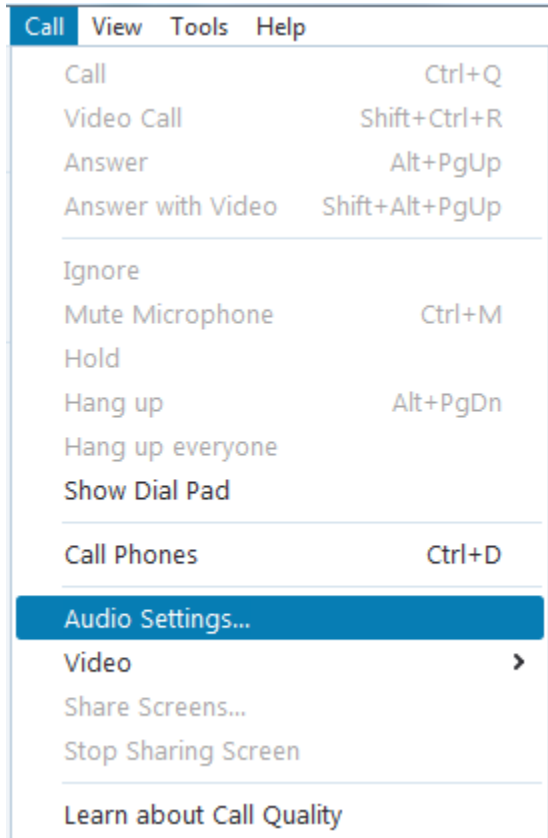 Call View Tools Help
Call Ctrl+Q
Video Call Shift+Ctrl+R
Answer Alt+PgUp
Answer with Video Shift+Alt+PgUp
Ignore
Mute Microphone Ctrl+M
Hold
Hang up Alt+PgDn
Hang up everyone
Show Dial Pad
Call Phones Ctrl+D
Audio Settings...
Video
Share Screens...
Stop Sharing Screen
Learn about Call Quality